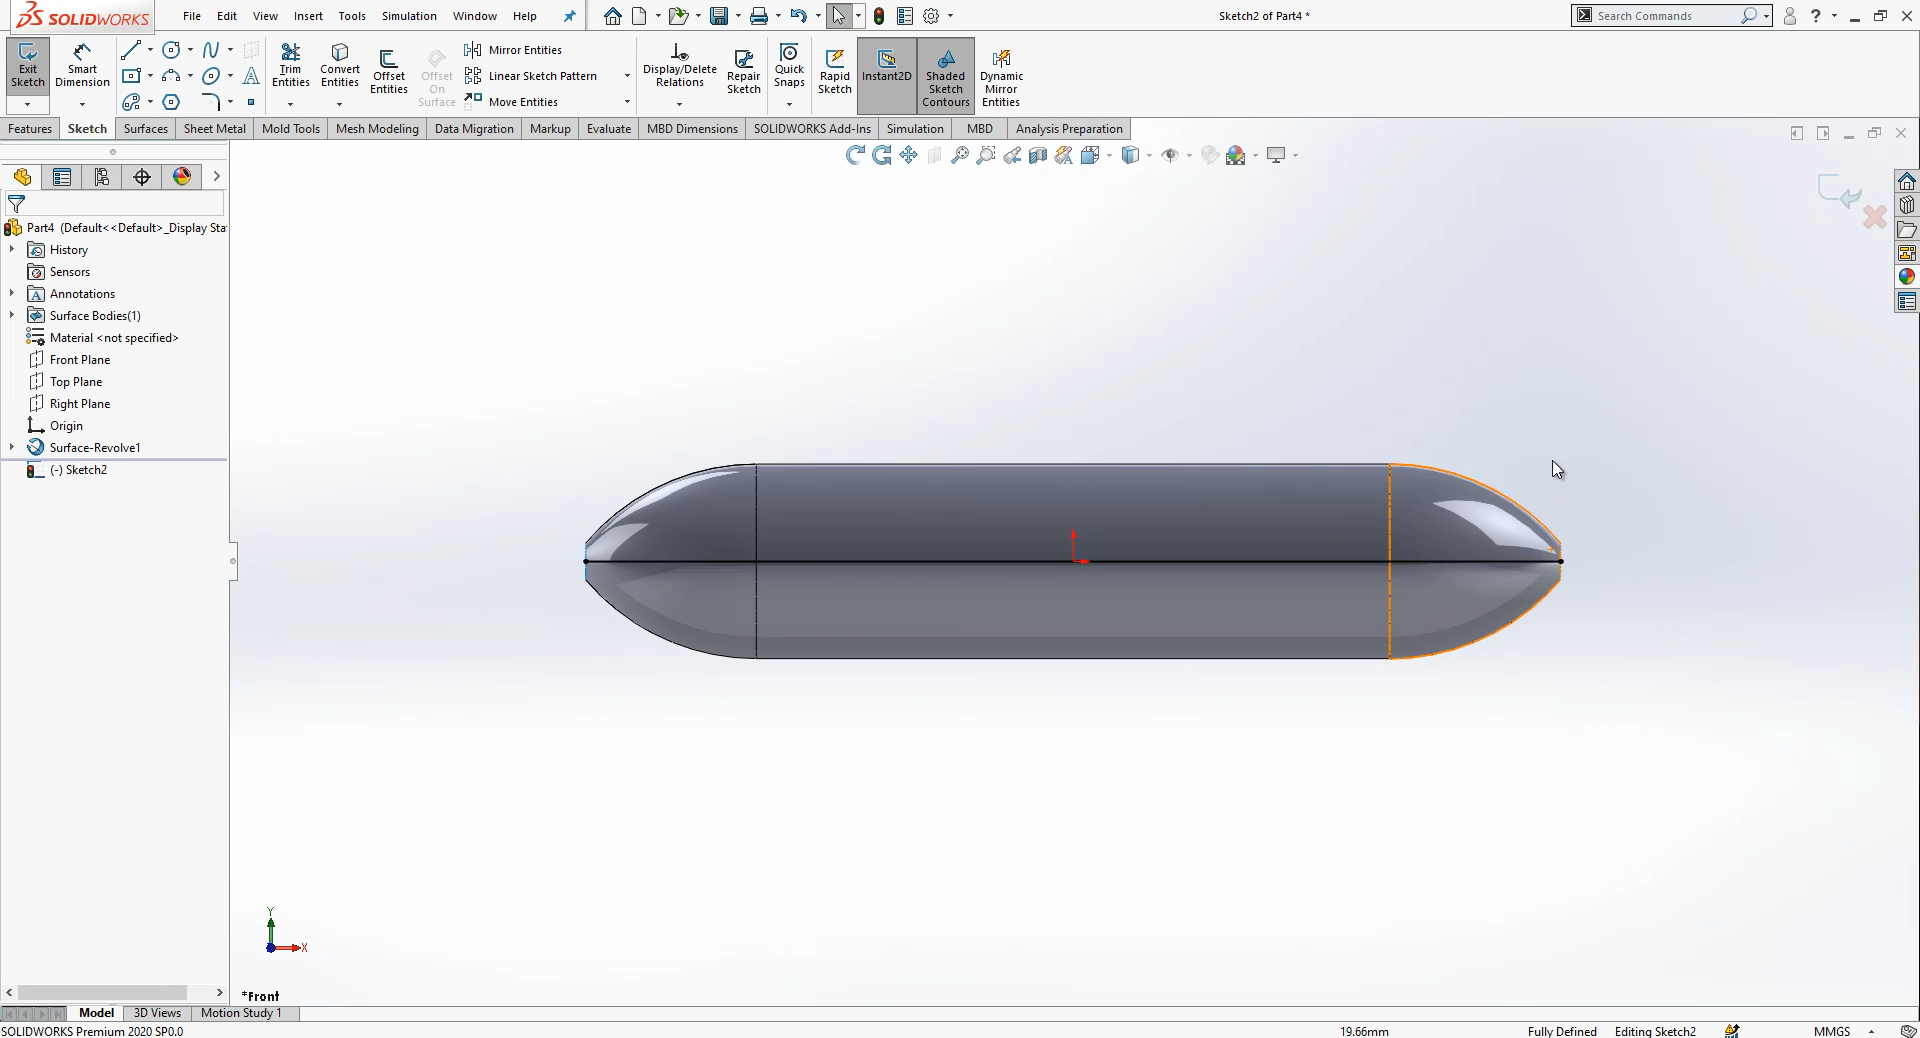 SOLIDWORKS File Edit View Insert Tools Simulation Window Help Sketch2 of Part4 * Search Commands ?
Exit Sketch
Smart Dimension
Trim Entities
Convert Entities
Offset Entities
Offset On Surface
Mirror Entities
Linear Sketch Pattern
Move Entities
Display/Delete Relations
Repair Sketch
Quick Snaps
Rapid Sketch
Instant2D
Shaded Sketch Contours
Dynamic Mirror Entities
Features Sketch Surfaces Sheet Metal Mold Tools Mesh Modeling Data Migration Markup Evaluate MBD Dimensions SOLIDWORKS Add-Ins Simulation MBD Analysis Preparation
Part4 (Default<<Default>_Display Sta
History
Sensors
Annotations
Surface Bodies(1)
Material <not specified>
Front Plane
Top Plane
Right Plane
Origin
Surface-Revolve1
(-) Sketch2
Y
X
*Front
Model 3D Views Motion Study 1
SOLIDWORKS Premium 2020 SP0.0 19.66mm Fully Defined Editing Sketch2 MMGS